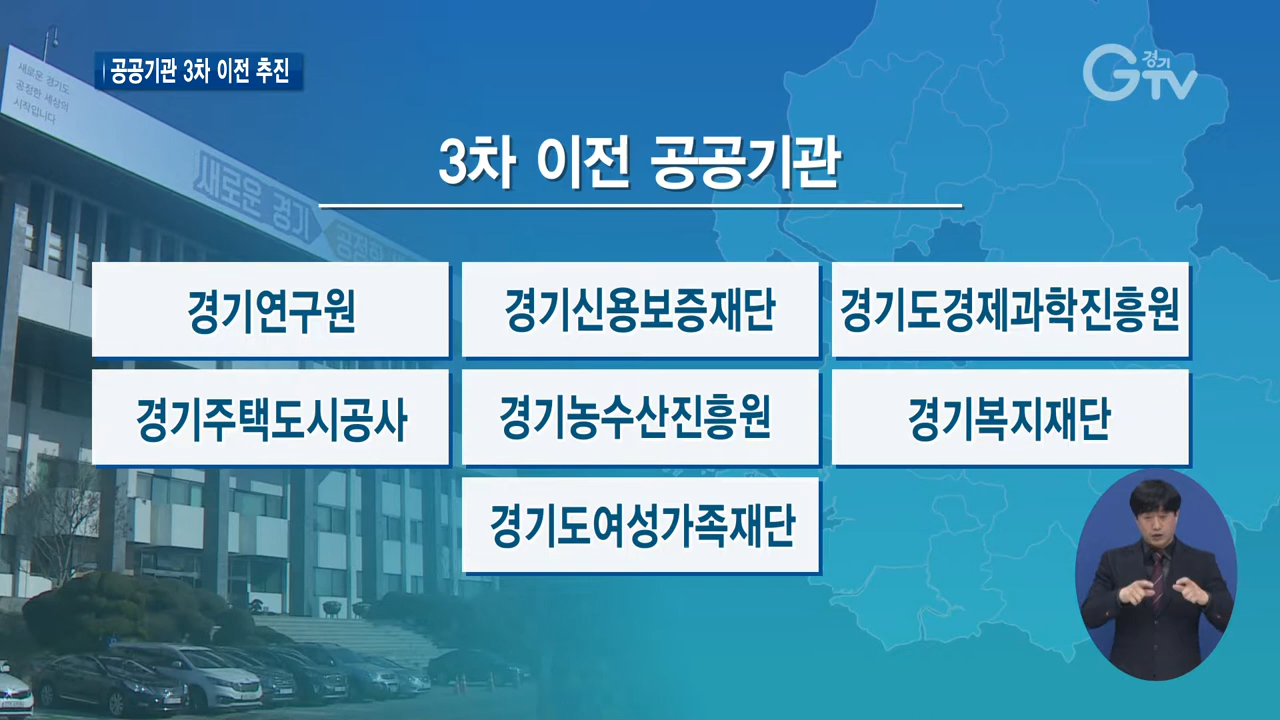 공공기관 3차 이전 추진
경기
GTV
새로운 경기도
공정한 세상의
시작입니다
새로운 경기
공정한
3차 이전 공공기관
경기연구원
경기신용보증재단
경기도경제과학진흥원
경기주택도시공사
경기농수산진흥원
경기복지재단
경기도여성가족재단